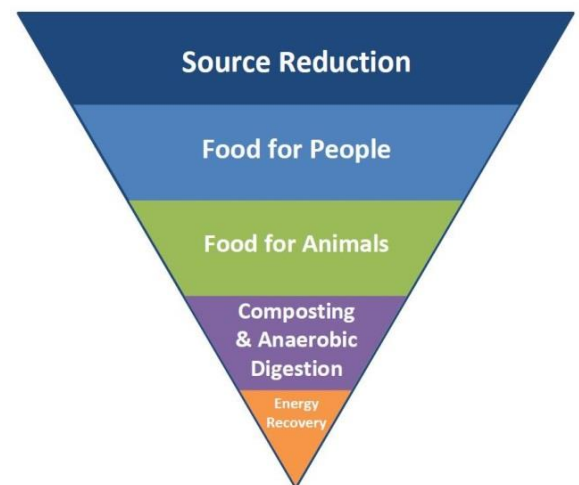 Source Reduction
Food for People
Food for Animals
Composting
& Anaerobic
Digestion
Energy
Recovery